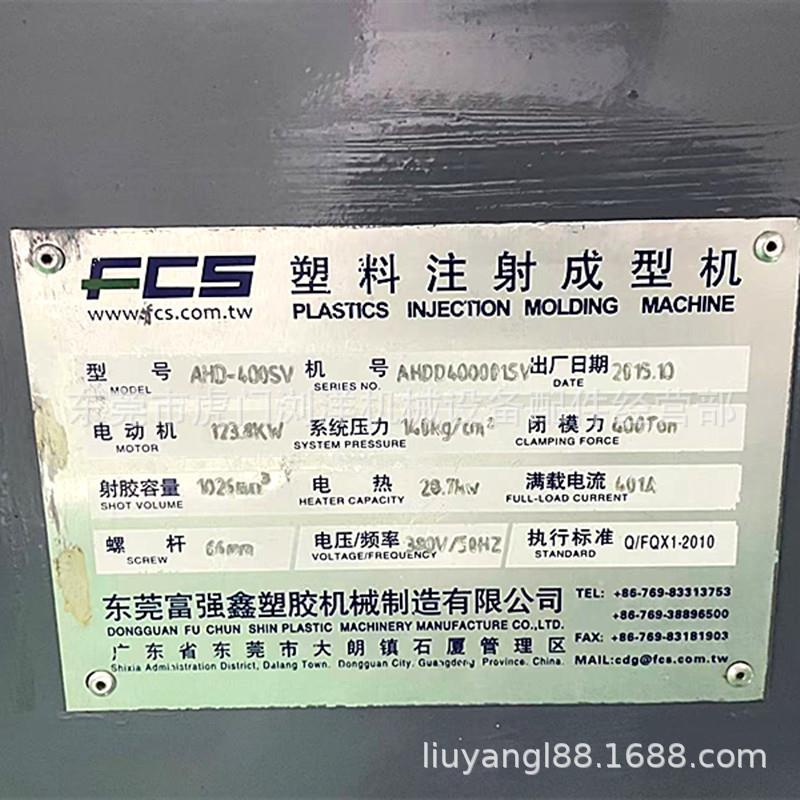 FCS 塑料注射成型机
www.fcs.com.tw PLASTICS INJECTION MOLDING MACHINE
型号 AHD-400SV 机号 AHDD4000015V 出厂日期 2015.10
MODEL SERIES NO. DATE
东莞市虎门刘洋机械设备配件经营部
电动机 123.8KW 系统压力 140kg/cm² 闭模力 400Ton
MOTOR SYSTEM PRESSURE CLAMPING FORCE
射胶容量 电热 28.7kw 满载电流 401A
SHOT VOLUME HEATER CAPACITY FULL-LOAD CURRENT
螺杆 66mm 电压/频率 380V/50HZ 执行标准 Q/FQX1-2010
SCREW VOLTAGE/FREQUENCY STANDARD
东莞富强鑫塑胶机械制造有限公司 TEL: +86-769-83313753
DONGGUAN FU CHUN SHIN PLASTIC MACHINERY MANUFACTURE CO.,LTD. +86-769-38896500
广东省东莞市大朗镇石厦管理区 FAX: +86-769-83181903
Shixia Administration District, Dalang Town. Dongguan City, Guangdong Province. China. MAIL:cdg@fcs.com.tw
liuyangl88.1688.com